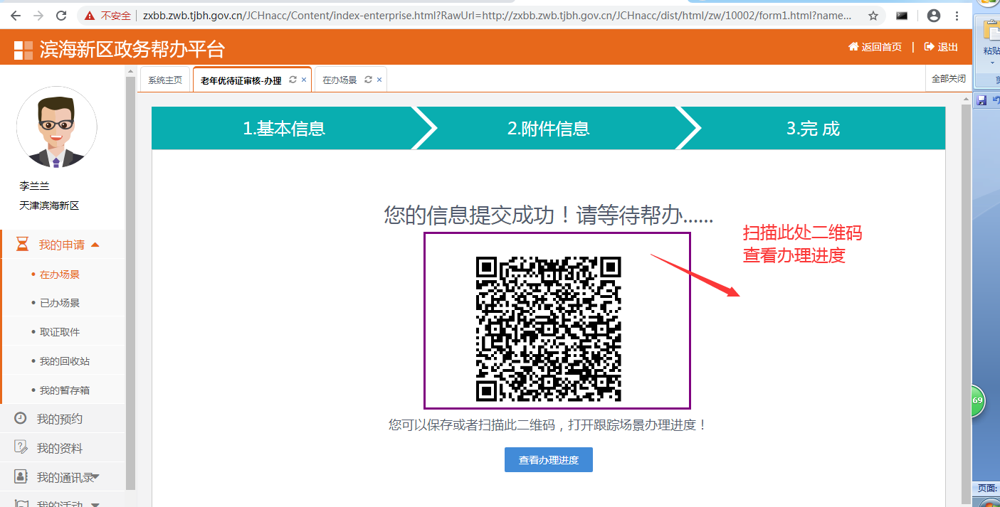 不安全 | zxbb.zwb.tjbh.gov.cn/JCHnacc/Content/index-enterprise.html?RawUrl=http://zxbb.zwb.tjbh.gov.cn/JCHnacc/dist/html/zw/10002/form1.html?name...
滨海新区政务帮办平台
返回首页 | 退出
粘贴
系统主页
老年优待证审核-办理 ×
在办场景 ×
全部关闭
1.基本信息
2.附件信息
3.完 成
李兰兰
天津滨海新区
我的申请
• 在办场景
• 已办场景
• 取证取件
• 我的回收站
• 我的暂存箱
我的预约
我的资料
我的通讯录
我的活动
您的信息提交成功！请等待帮办......
扫描此处二维码
查看办理进度
您可以保存或者扫描此二维码，打开跟踪场景办理进度！
查看办理进度
69
页面: